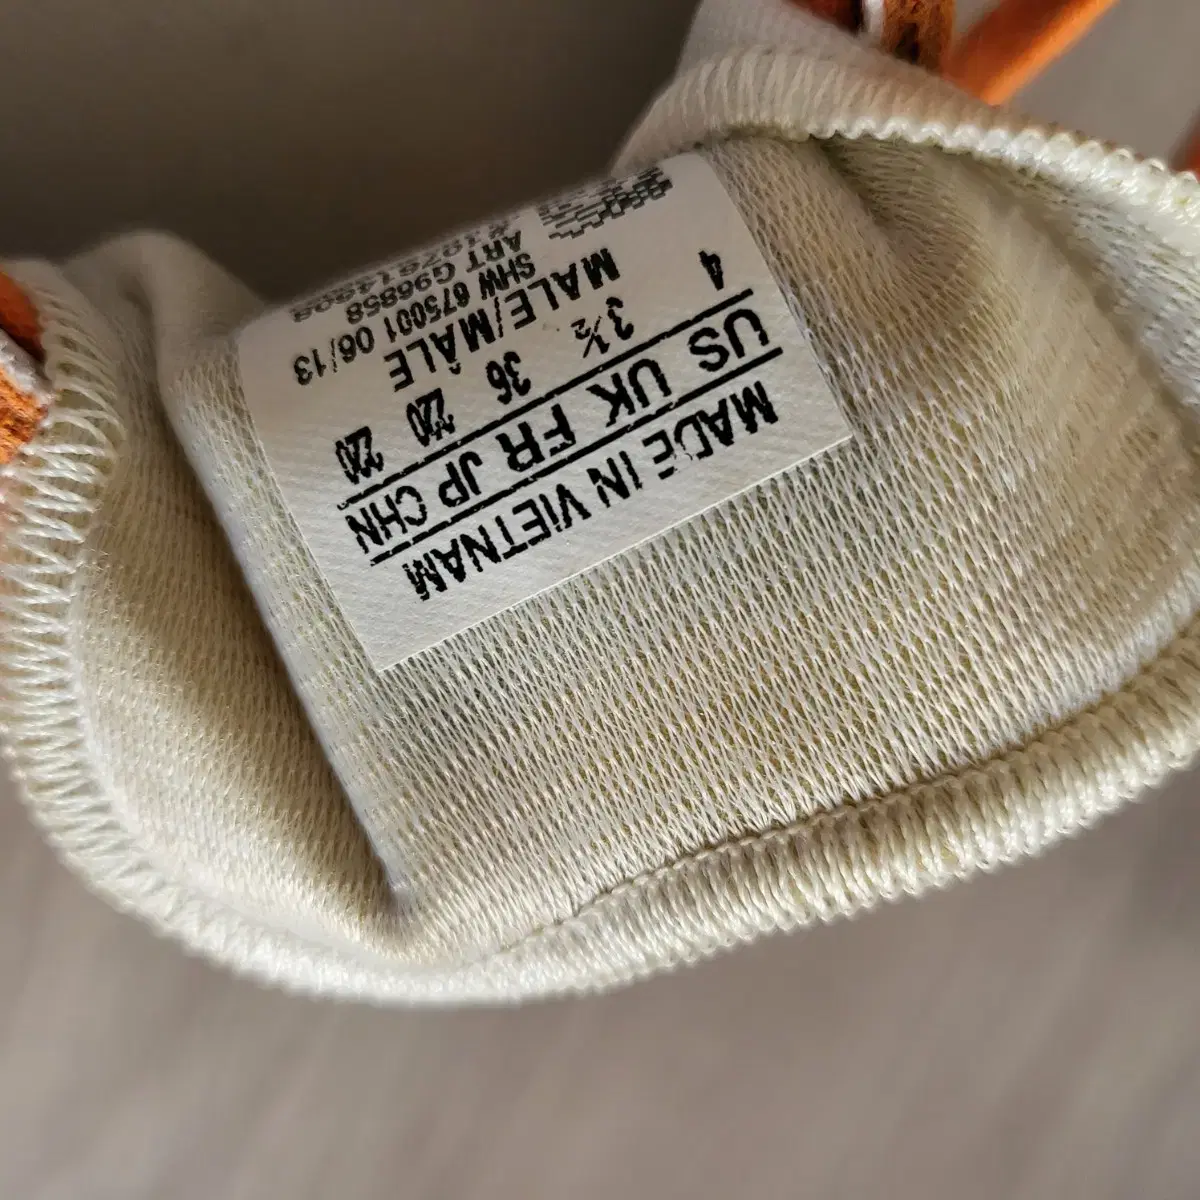 MADE IN VIETNAM
US UK FR JP CHN
4 3½ 36 220 220
MALE/MÂLE
SHW 675001 06/13
ART G96858